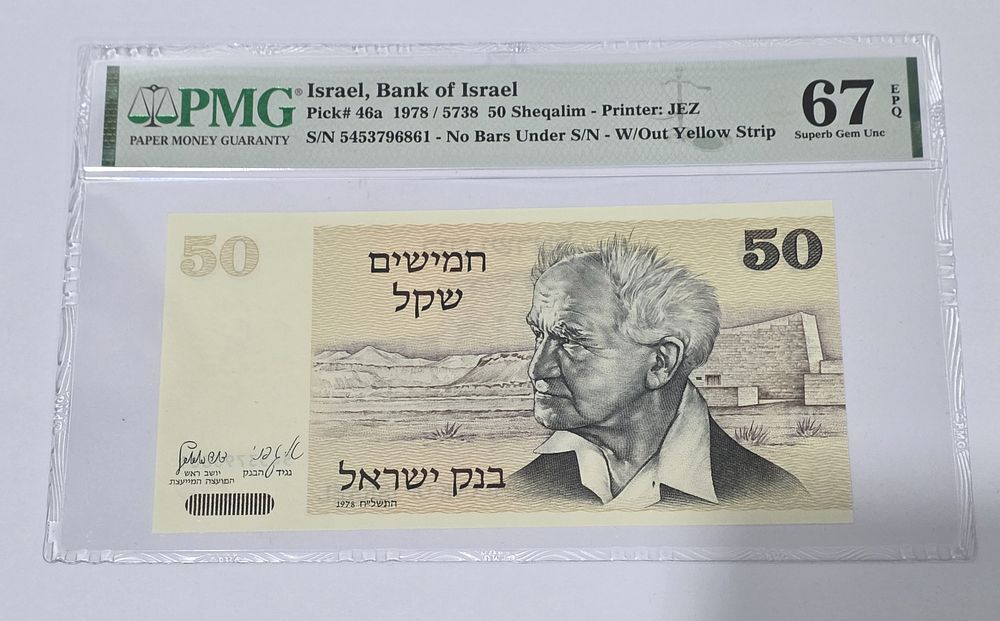 PMG®
PAPER MONEY GUARANTY
Israel, Bank of Israel
Pick# 46a 1978 / 5738 50 Sheqalim - Printer: JEZ
S/N 5453796861 - No Bars Under S/N - W/Out Yellow Strip
67 EPQ
Superb Gem Unc
50
חמישים
שקל
50
נגיד הבנק יושב ראש
המועצה המייעצת
בנק ישראל
התשל"ח 1978